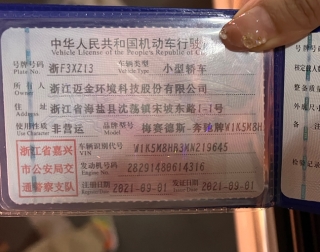 中华人民共和国机动车行驶
Vehicle License of the People's Republic of
号牌号码 浙F3XZ13 车辆类型 小型轿车
Plate No. Vehicle Type
所有人 浙江迈金环境科技股份有限公司
Owner
住址 浙江省海盐县沈荡镇宋坡东路1-1号
Address
使用性质 非营运 品牌型号 梅赛德斯-奔驰牌W1K5M8H
Use Character Model
浙江省嘉兴 车辆识别代号 W1K5M8HA3MN219645
VIN
市公安局交 发动机号码 28291480614316
Engine No.
通警察支队 注册日期 2021-09-01 发证日期 2021-09-01
Register Date Issue Date